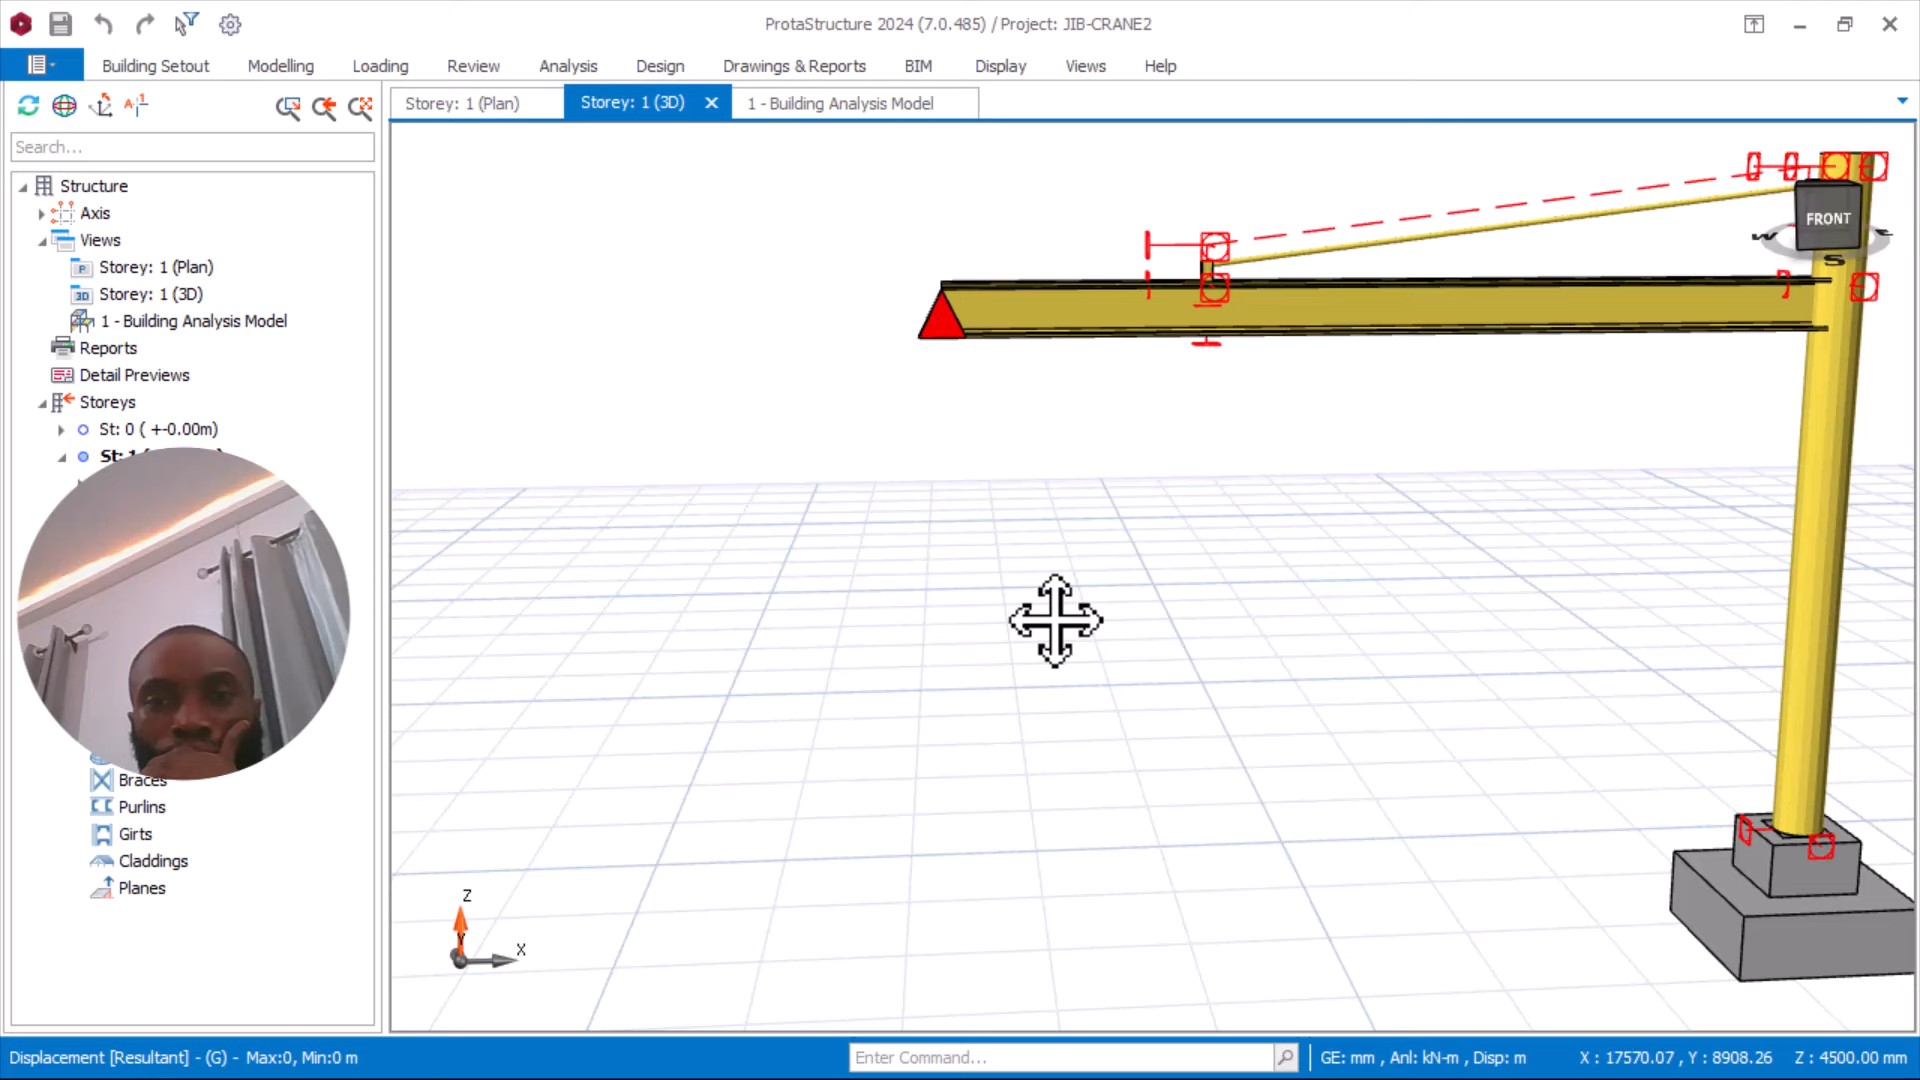 ProtaStructure 2024 (7.0.485) / Project: JIB-CRANE2
Building Setout
Modelling
Loading
Review
Analysis
Design
Drawings & Reports
BIM
Display
Views
Help
Storey: 1 (Plan)
Storey: 1 (3D)
1 - Building Analysis Model
Search...
Structure
Axis
Views
Storey: 1 (Plan)
Storey: 1 (3D)
1 - Building Analysis Model
Reports
Detail Previews
Storeys
St: 0 ( +-0.00m)
St: 1
Braces
Purlins
Girts
Claddings
Planes
FRONT
W
S
Z
Y
X
Displacement [Resultant] - (G) - Max:0, Min:0 m
Enter Command...
GE: mm , Anl: kN-m , Disp: m
X : 17570.07 , Y : 8908.26
Z : 4500.00 mm